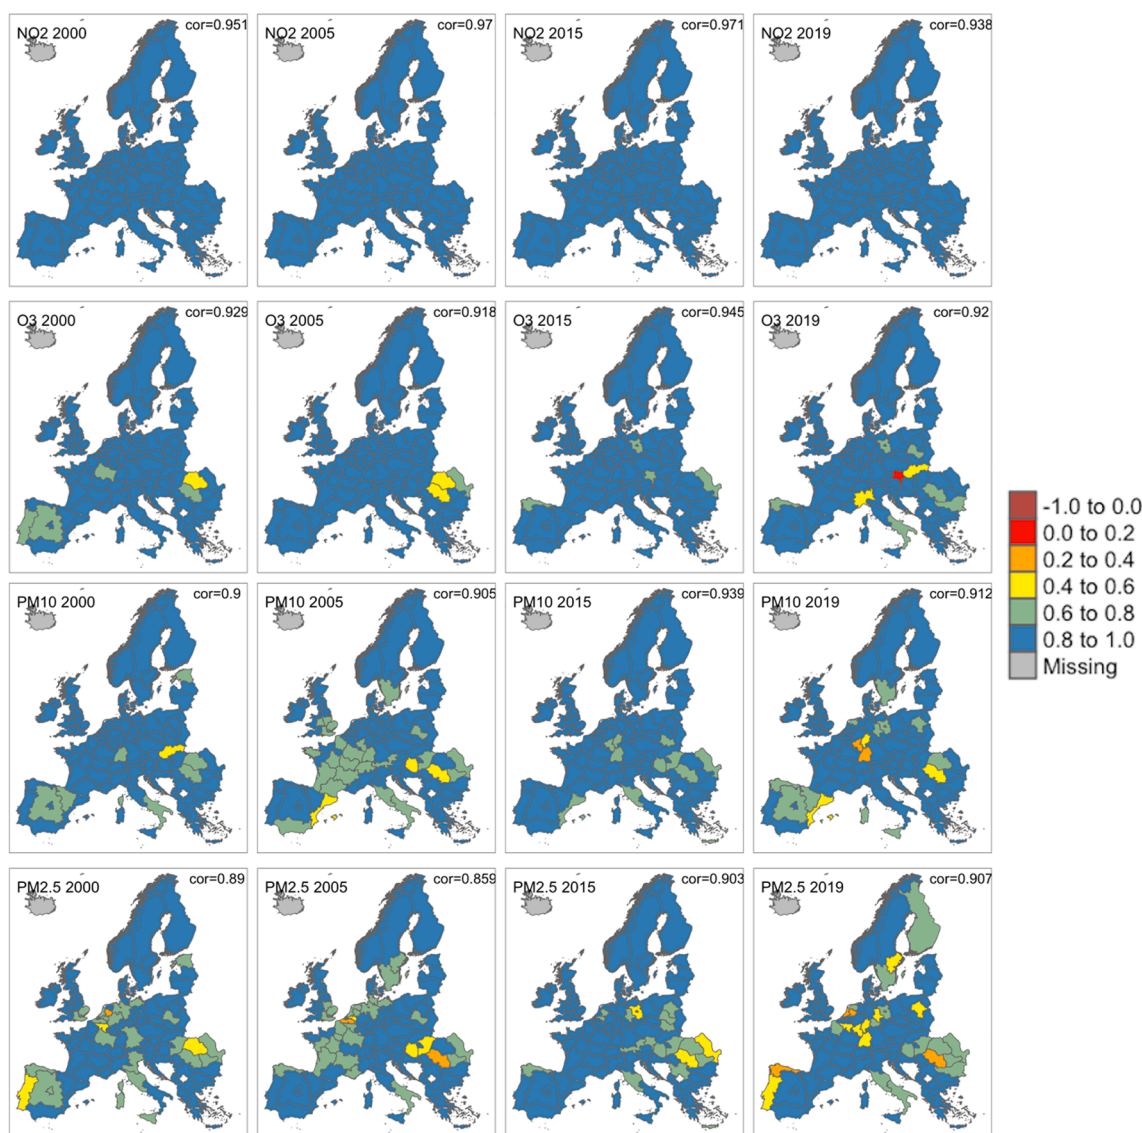 NO2 2000 cor=0.951
NO2 2005 cor=0.97
NO2 2015 cor=0.971
NO2 2019 cor=0.938
O3 2000 cor=0.929
O3 2005 cor=0.918
O3 2015 cor=0.945
O3 2019 cor=0.92
-1.0 to 0.0
0.0 to 0.2
0.2 to 0.4
0.4 to 0.6
0.6 to 0.8
0.8 to 1.0
Missing
PM10 2000 cor=0.9
PM10 2005 cor=0.905
PM10 2015 cor=0.939
PM10 2019 cor=0.912
PM2.5 2000 cor=0.89
PM2.5 2005 cor=0.859
PM2.5 2015 cor=0.903
PM2.5 2019 cor=0.907